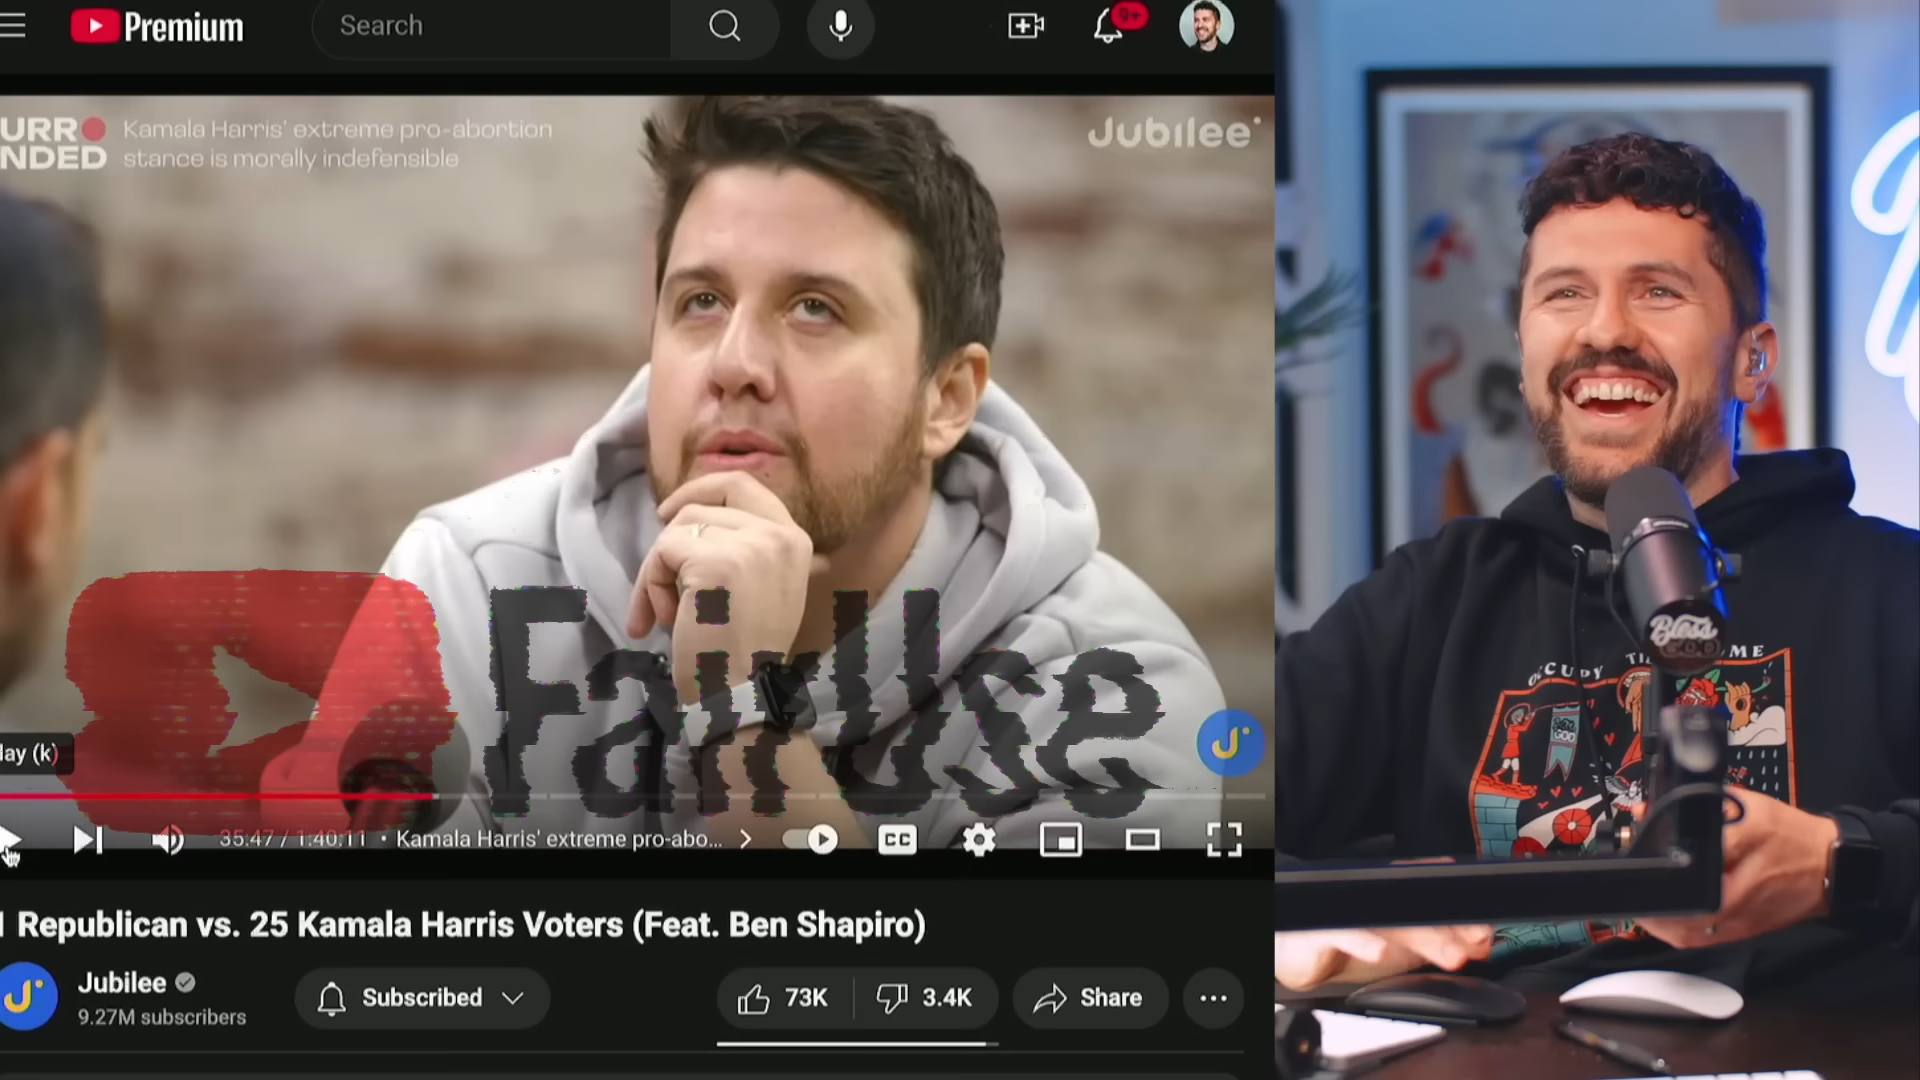 Premium
Search
9+
URR NDED
Kamala Harris' extreme pro-abortion
stance is morally indefensible
Jubilee
FairUse
lay (k)
35:47 / 1:40:11 • Kamala Harris' extreme pro-abo...
CC
1 Republican vs. 25 Kamala Harris Voters (Feat. Ben Shapiro)
Jubilee
9.27M subscribers
Subscribed
73K
3.4K
Share
Bless
GOD
OCCUPY
ME